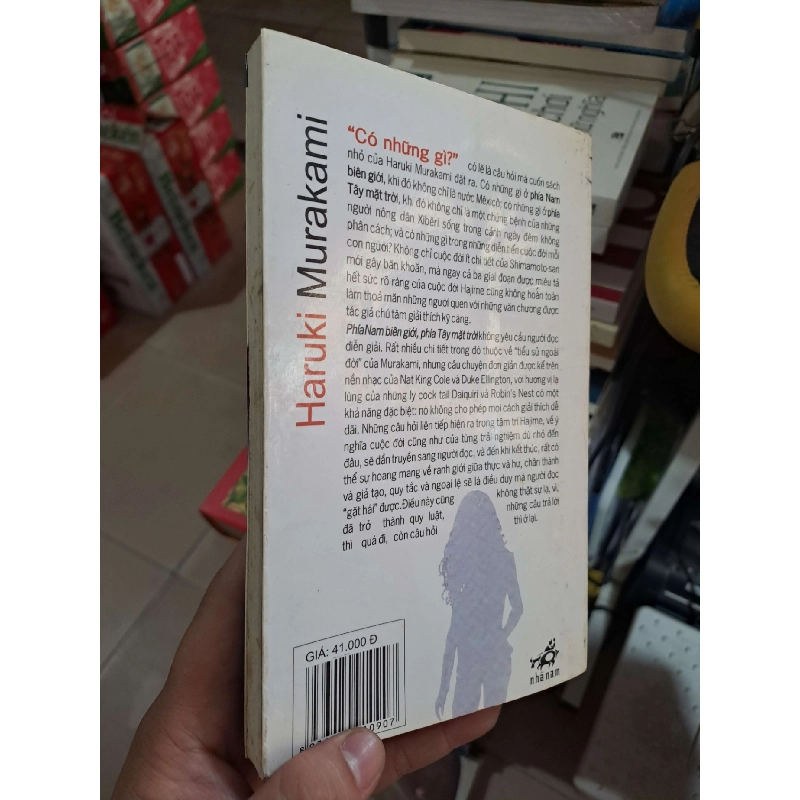 Haruki Murakami
"Có những gì?" có lẽ là câu hỏi mà cuốn sách
nhỏ của Haruki Murakami đặt ra. Có những gì ở phía Nam
biên giới, khi đó không chỉ là nước Mêxicô; có những gì ở phía
Tây mặt trời, khi đó không chỉ là một chứng bệnh của những
người nông dân Xibêri sống trong cảnh ngày đêm không
phân cách; và có những gì trong những diễn tiến cuộc đời mỗi
con người? Không chỉ cuộc đời ít chi tiết của Shimamoto-san
mới gây băn khoăn, mà ngay cả ba giai đoạn được miêu tả
hết sức rõ ràng của cuộc đời Hajime cũng không hoàn toàn
làm thoả mãn những người quen với những văn chương được
tác giả chú tâm giải thích kỹ càng.
Phía Nam biên giới, phía Tây mặt trời không yêu cầu người đọc
diễn giải. Rất nhiều chi tiết trong đó thuộc về "tiểu sử ngoài
đời" của Murakami, nhưng câu chuyện đơn giản được kể trên
nền nhạc của Nat King Cole và Duke Ellington, với hương vị lạ
lùng của những ly cock tail Daiquiri và Robin's Nest có một
khả năng đặc biệt: nó không cho phép mọi cách giải thích dễ
dãi. Những câu hỏi liên tiếp hiện ra trong tâm trí Hajime, về ý
nghĩa cuộc đời cũng như của từng trải nghiệm dù nhỏ đến
đâu, sẽ dần truyền sang người đọc, và đến khi kết thúc, rất có
thể sự hoang mang về ranh giới giữa thực và hư, chân thành
và giả tạo, quy tắc và ngoại lệ sẽ là điều duy mà người đọc
"gặt hái" được. Điều này cũng không thật sự lạ, vì,
đã trở thành quy luật, những câu trả lời
thì quá đi, còn câu hỏi thì ở lại.
GIÁ: 41.000 Đ
nhã nam